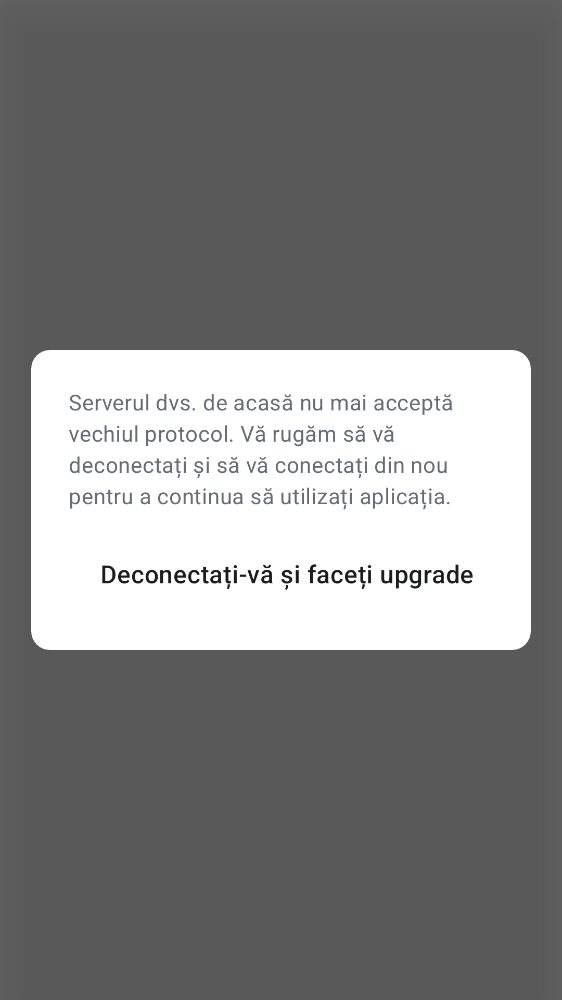 Serverul dvs. de acasă nu mai acceptă
vechiul protocol. Vă rugăm să vă
deconectați și să vă conectați din nou
pentru a continua să utilizați aplicația.
Deconectați-vă și faceți upgrade